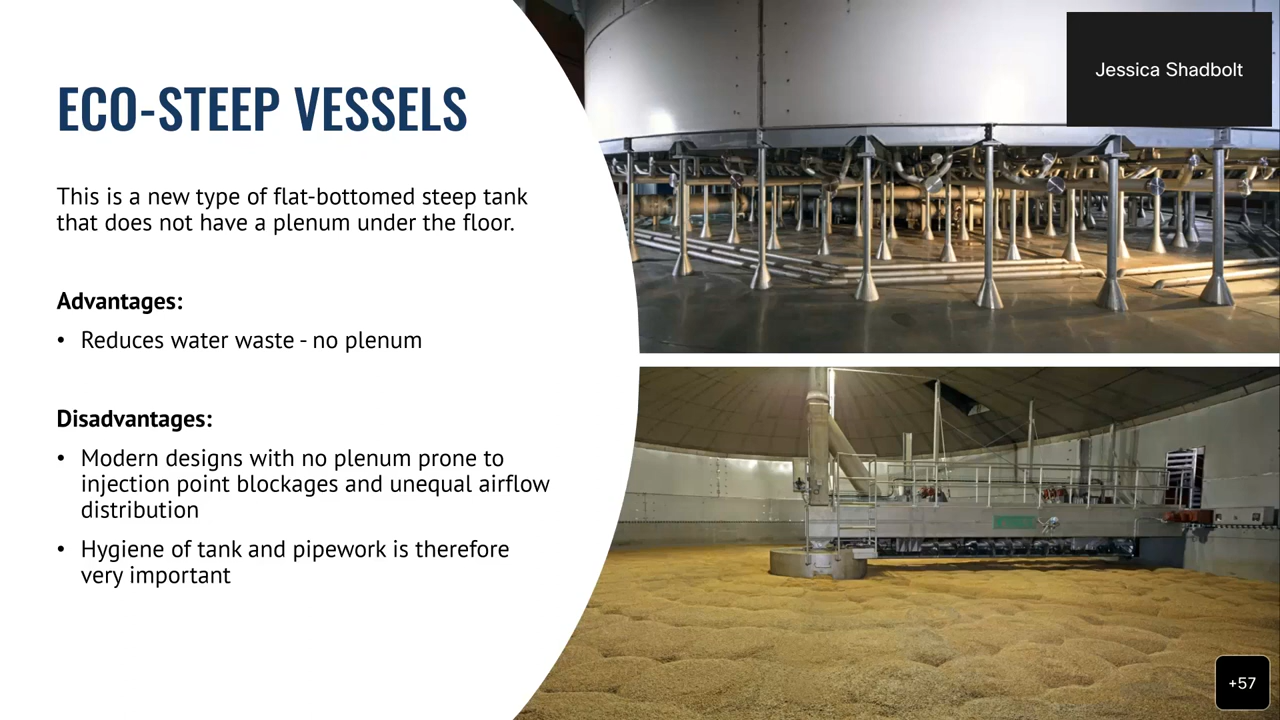 ECO-STEEP VESSELS
This is a new type of flat-bottomed steep tank
that does not have a plenum under the floor.
Advantages:
• Reduces water waste - no plenum
Disadvantages:
• Modern designs with no plenum prone to
injection point blockages and unequal airflow
distribution
• Hygiene of tank and pipework is therefore
very important
Jessica Shadbolt
+57